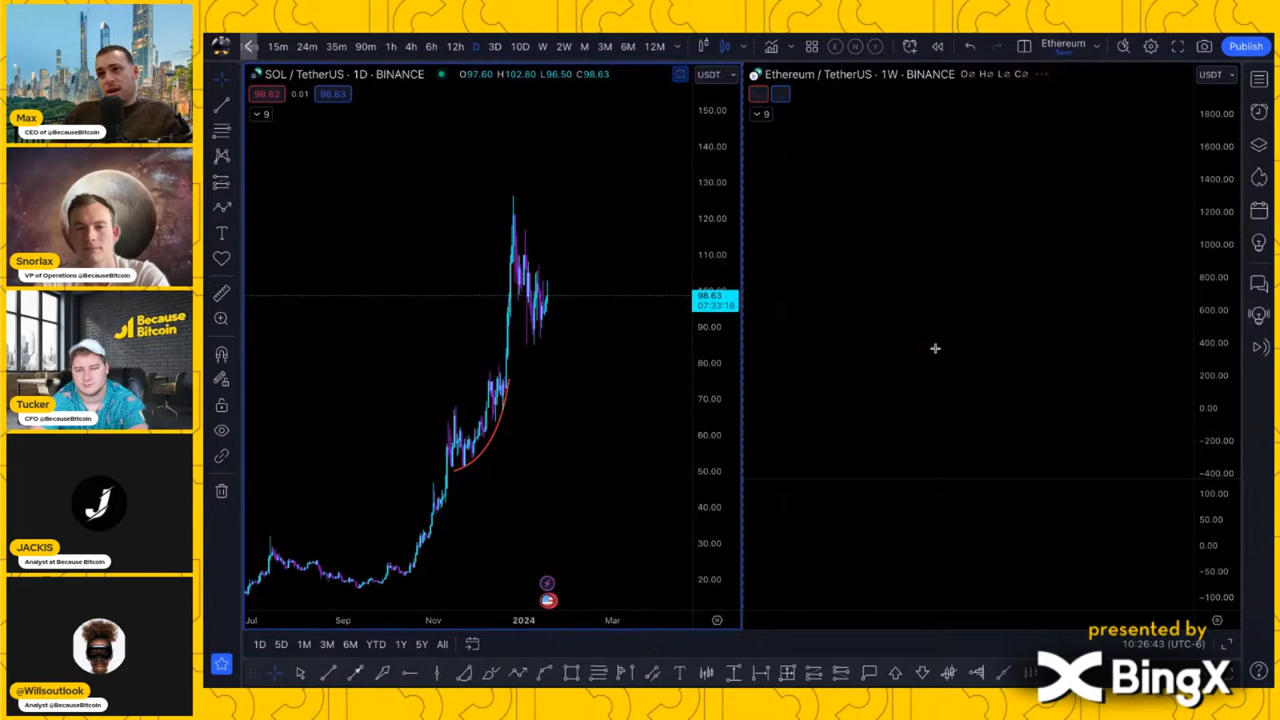 Max
CEO of @BecauseBitcoin
Snorlax
VP of Operations @BecauseBitcoin
Because
Bitcoin
Tucker
CFO @BecauseBitcoin
JACKIS
Analyst at Because Bitcoin
@Willsoutlook
Analyst @BecauseBitcoin
15m 24m 35m 90m 1h 4h 6h 12h D 3D 10D W 2W M 3M 6M 12M
E N Y
Ethereum
Save
Publish
SOL / TetherUS · 1D · BINANCE O97.60 H102.80 L96.50 C98.63
USDT
98.62 0.01 98.63
9
150.00
140.00
130.00
120.00
110.00
98.63
07:33:16
90.00
80.00
70.00
60.00
50.00
40.00
30.00
20.00
Jul Sep Nov 2024 Mar
Ethereum / TetherUS · 1W · BINANCE O∅ H∅ L∅ C∅
USDT
9
1800.00
1600.00
1400.00
1200.00
1000.00
800.00
600.00
400.00
200.00
0.00
−200.00
−400.00
100.00
50.00
0.00
−50.00
−100.00
1D 5D 1M 3M 6M YTD 1Y 5Y All
10:26:43 (UTC-6)
presented by
BingX